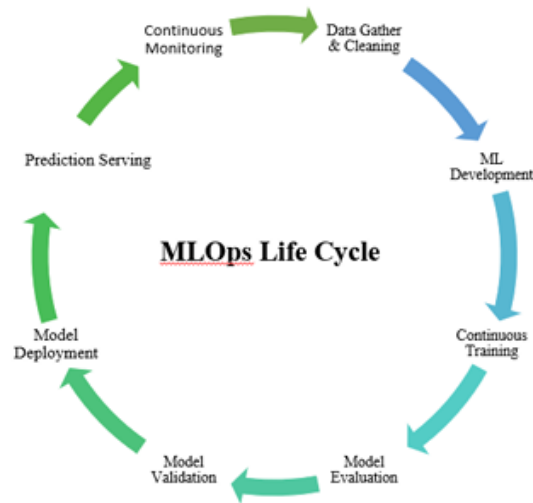 Continuous
Monitoring
Data Gather
& Cleaning
Prediction Serving
ML
Development
MLOps Life Cycle
Model
Deployment
Continuous
Training
Model
Validation
Model
Evaluation